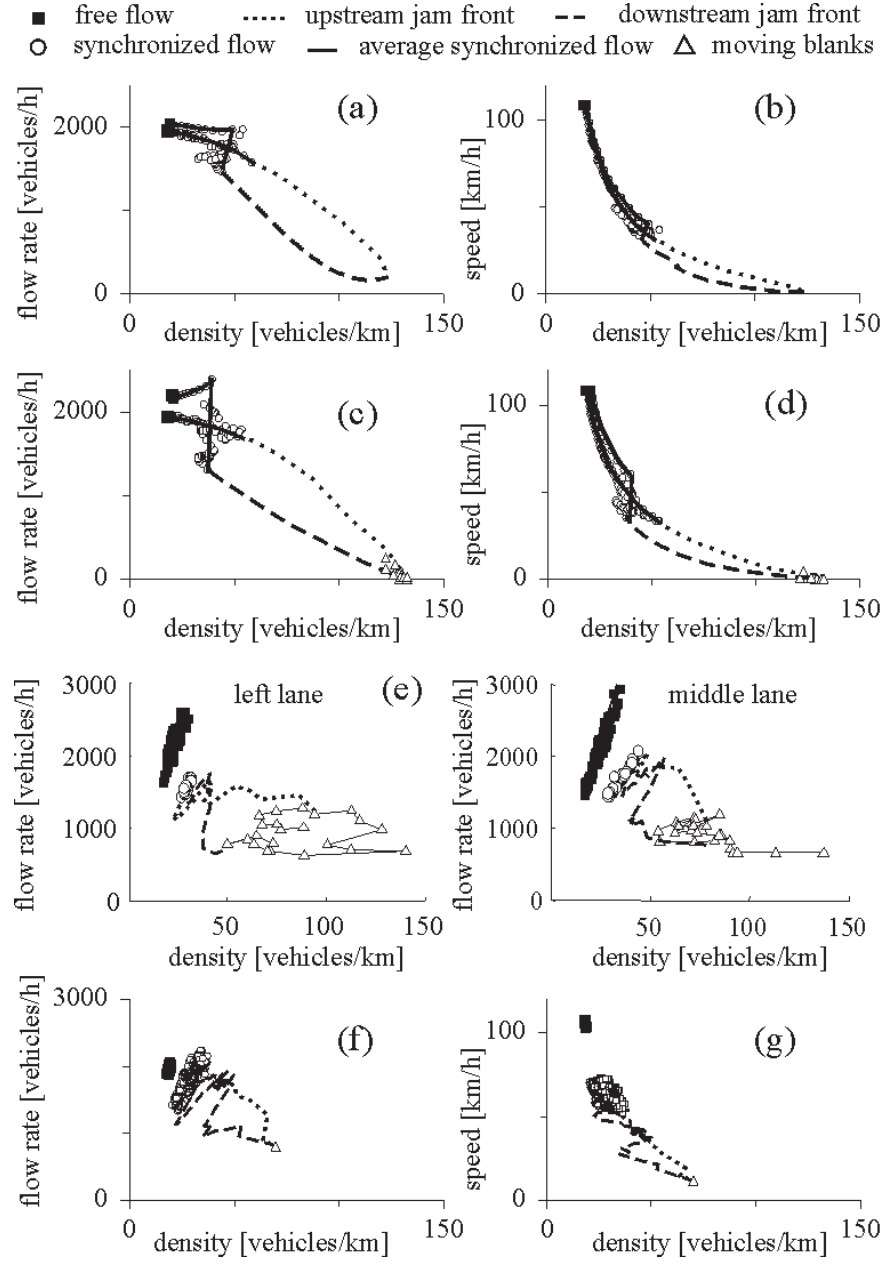 free flow upstream jam front downstream jam front
synchronized flow average synchronized flow moving blanks
(a)
flow rate [vehicles/h]
2000
0
0 density [vehicles/km] 150
(b)
speed [km/h]
100
0
0 density [vehicles/km] 150
(c)
flow rate [vehicles/h]
2000
0
0 density [vehicles/km] 150
(d)
speed [km/h]
100
0
0 density [vehicles/km] 150
left lane (e) middle lane
flow rate [vehicles/h]
3000
2000
1000
0
50 100 150
density [vehicles/km]
flow rate [vehicles/h]
3000
2000
1000
0
50 100 150
density [vehicles/km]
(f)
flow rate [vehicles/h]
3000
0
0 density [vehicles/km] 150
(g)
speed [km/h]
100
0
0 density [vehicles/km] 150